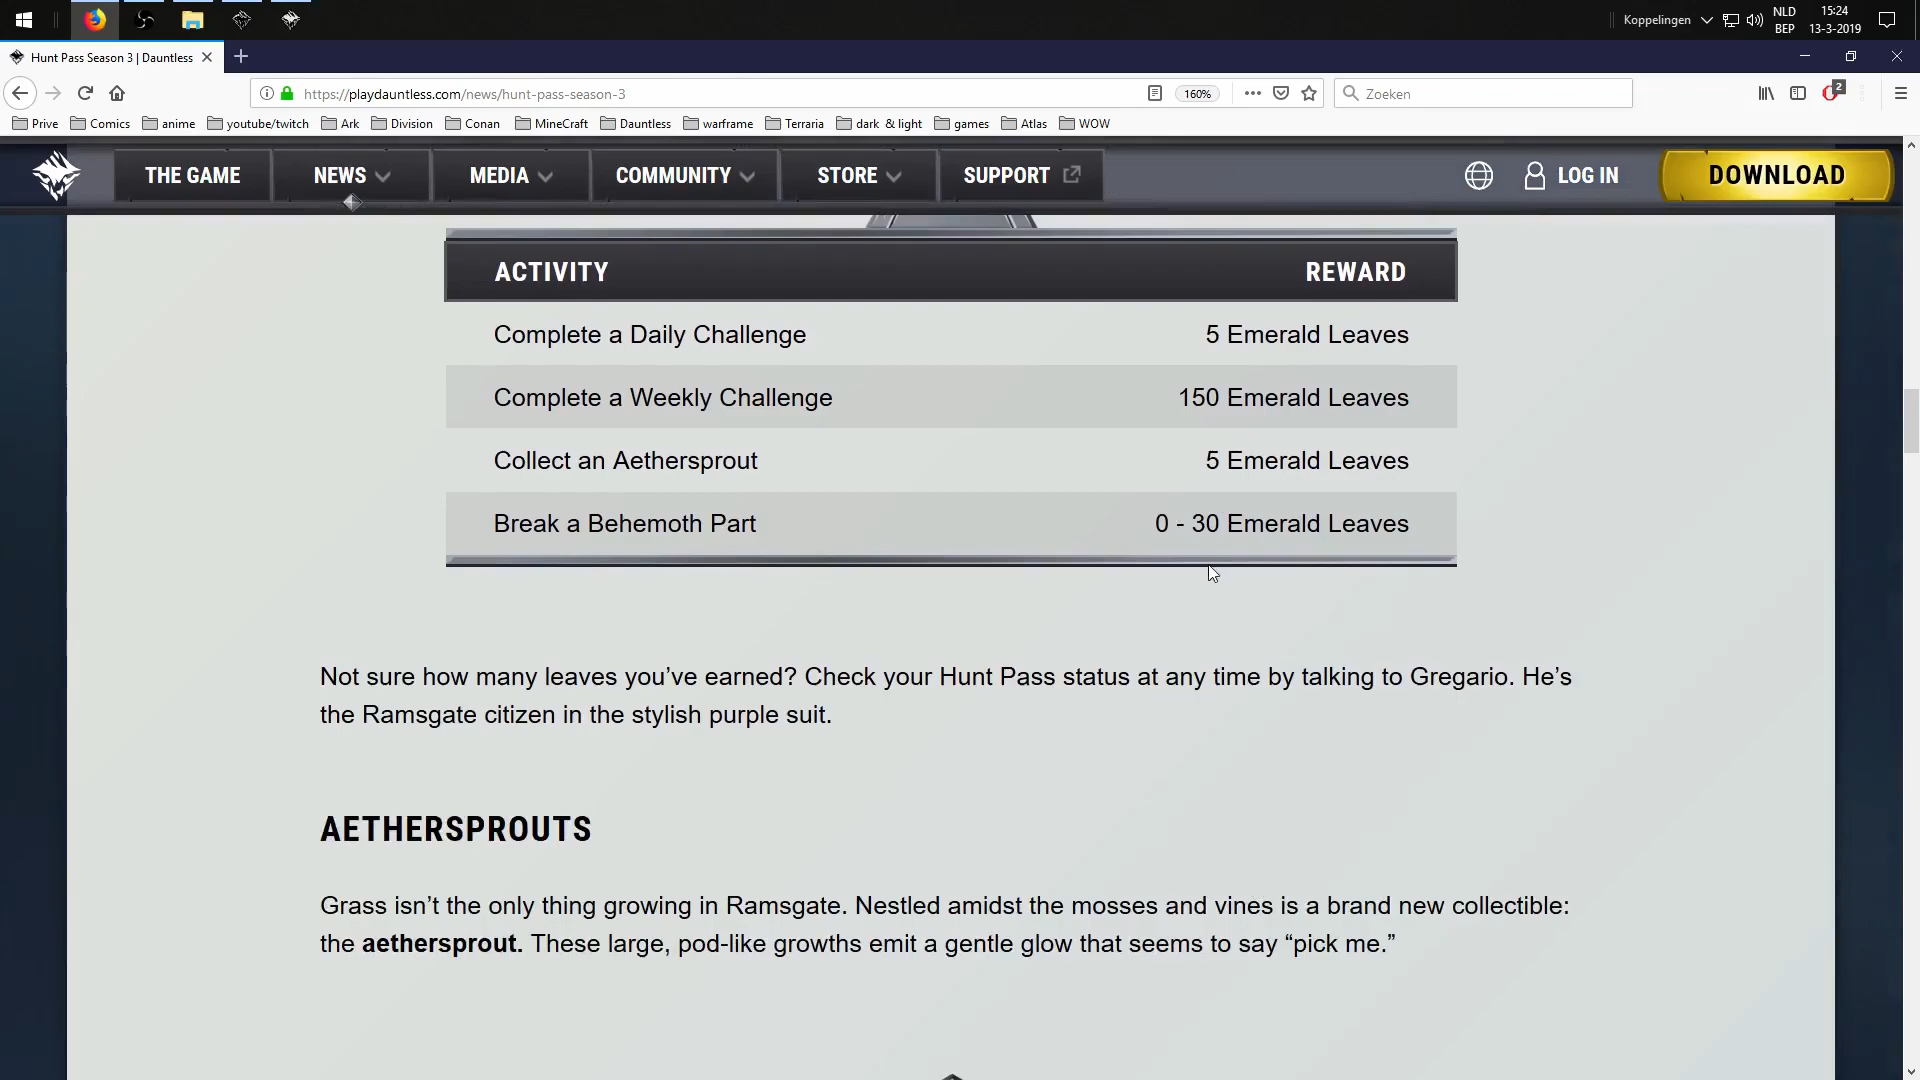 Koppelingen
NLD
BEP
15:24
13-3-2019
Hunt Pass Season 3 | Dauntless
https://playdauntless.com/news/hunt-pass-season-3
160%
Zoeken
2
Prive Comics anime youtube/twitch Ark Division Conan MineCraft Dauntless warframe Terraria dark & light games Atlas WOW
THE GAME NEWS MEDIA COMMUNITY STORE SUPPORT LOG IN DOWNLOAD
ACTIVITY REWARD
Complete a Daily Challenge 5 Emerald Leaves
Complete a Weekly Challenge 150 Emerald Leaves
Collect an Aethersprout 5 Emerald Leaves
Break a Behemoth Part 0 - 30 Emerald Leaves
Not sure how many leaves you’ve earned? Check your Hunt Pass status at any time by talking to Gregario. He’s
the Ramsgate citizen in the stylish purple suit.
AETHERSPROUTS
Grass isn’t the only thing growing in Ramsgate. Nestled amidst the mosses and vines is a brand new collectible:
the aethersprout. These large, pod-like growths emit a gentle glow that seems to say “pick me.”